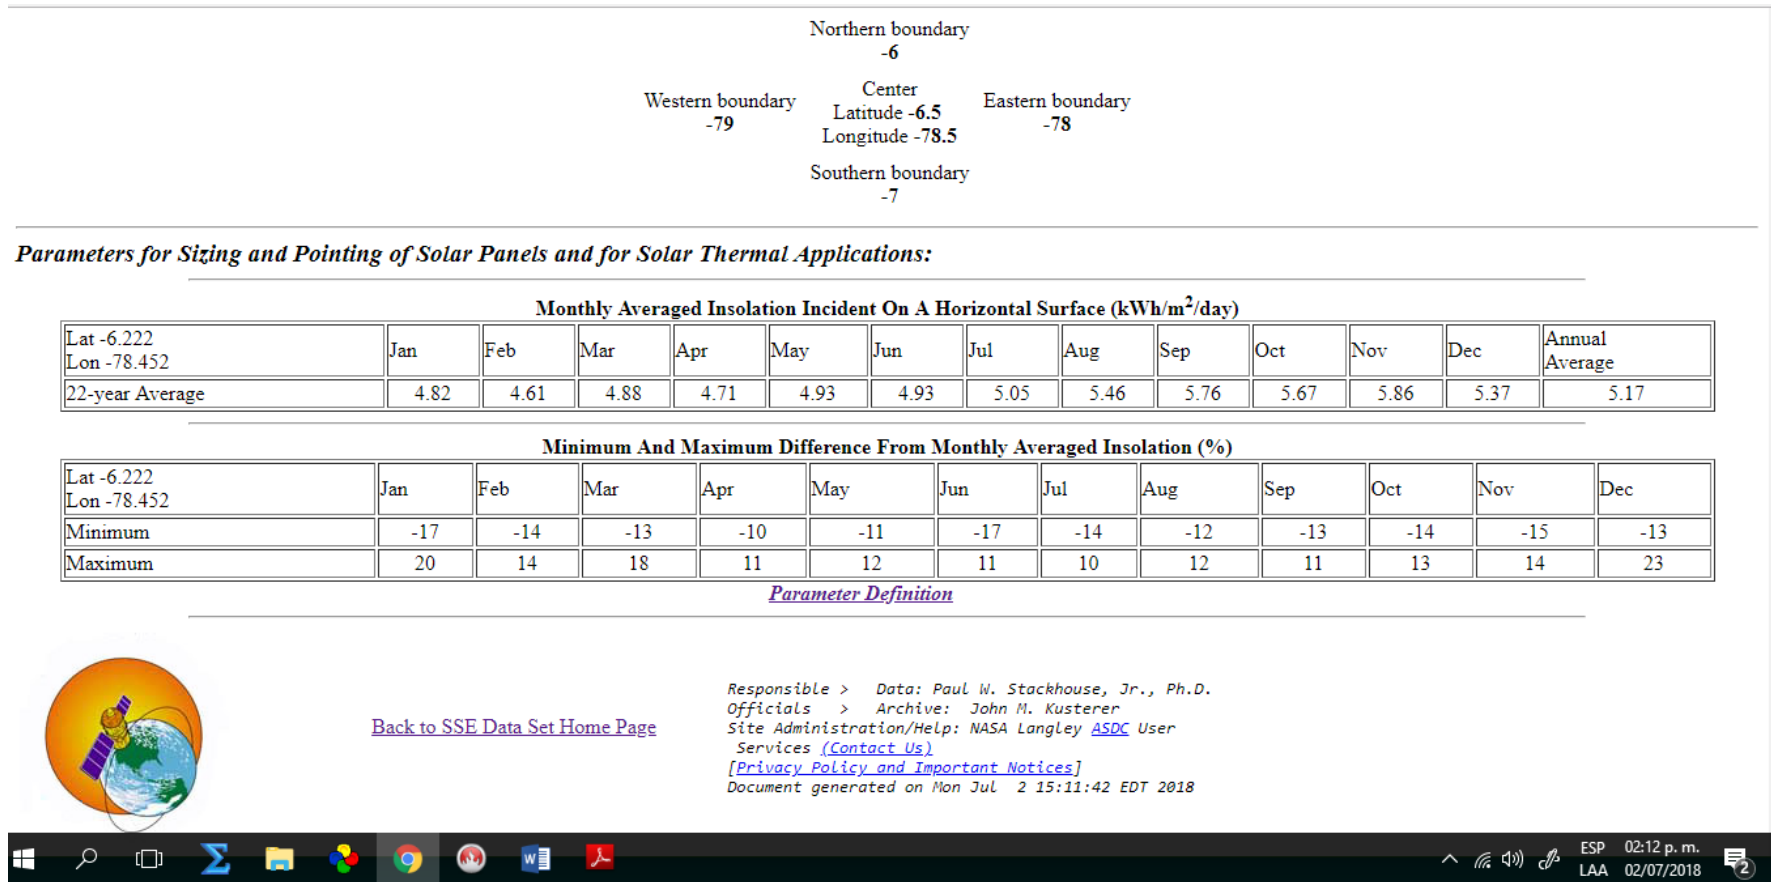 Northern boundary
-6
Western boundary
-79
Center
Latitude -6.5
Longitude -78.5
Eastern boundary
-78
Southern boundary
-7
Parameters for Sizing and Pointing of Solar Panels and for Solar Thermal Applications:
Monthly Averaged Insolation Incident On A Horizontal Surface (kWh/m2/day)
Lat -6.222
Lon -78.452 Jan Feb Mar Apr May Jun Jul Aug Sep Oct Nov Dec Annual Average
22-year Average 4.82 4.61 4.88 4.71 4.93 4.93 5.05 5.46 5.76 5.67 5.86 5.37 5.17
Minimum And Maximum Difference From Monthly Averaged Insolation (%)
Lat -6.222
Lon -78.452 Jan Feb Mar Apr May Jun Jul Aug Sep Oct Nov Dec
Minimum -17 -14 -13 -10 -11 -17 -14 -12 -13 -14 -15 -13
Maximum 20 14 18 11 12 11 10 12 11 13 14 23
Parameter Definition
Back to SSE Data Set Home Page
Responsible > Data: Paul W. Stackhouse, Jr., Ph.D.
Officials > Archive: John M. Kusterer
Site Administration/Help: NASA Langley ASDC User
Services (Contact Us)
[Privacy Policy and Important Notices]
Document generated on Mon Jul 2 15:11:42 EDT 2018
ESP 02:12 p. m.
LAA 02/07/2018
2